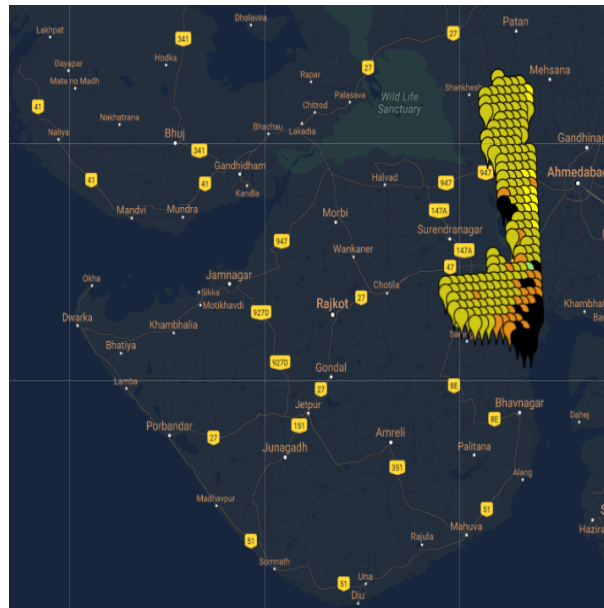 Lakhpat
Dholavira
Patan
341
27
Hodka
Dayapar
Mata no Madh
Rapar
27
Mehsana
Shankhesh
Palasava
Chitrod
Wild Life
Sanctuary
41
Nakhatrana
Lakadia
Naliya
Bhuj
Bhachau
341
Gandhinag
Gandhidham
947
Ahmedabad
41
41
Kandla
Halvad
947
Mandvi
Mundra
147A
Morbi
Surendranagar
947
Wankaner
147A
47
Okha
Jamnagar
Sikka
Motikhavdi
Chotila
27
Rajkot
927D
Dwarka
Khambhalia
Khambhat
Bhatiya
927D
Gondal
Lamba
27
8E
Jetpur
Bhavnagar
151
8E
Dahej
Porbandar
27
Amreli
Junagadh
351
Palitana
Alang
Madhavpur
51
51
Mahuva
Rajula
Hazira
Somnath
51
Una
Diu